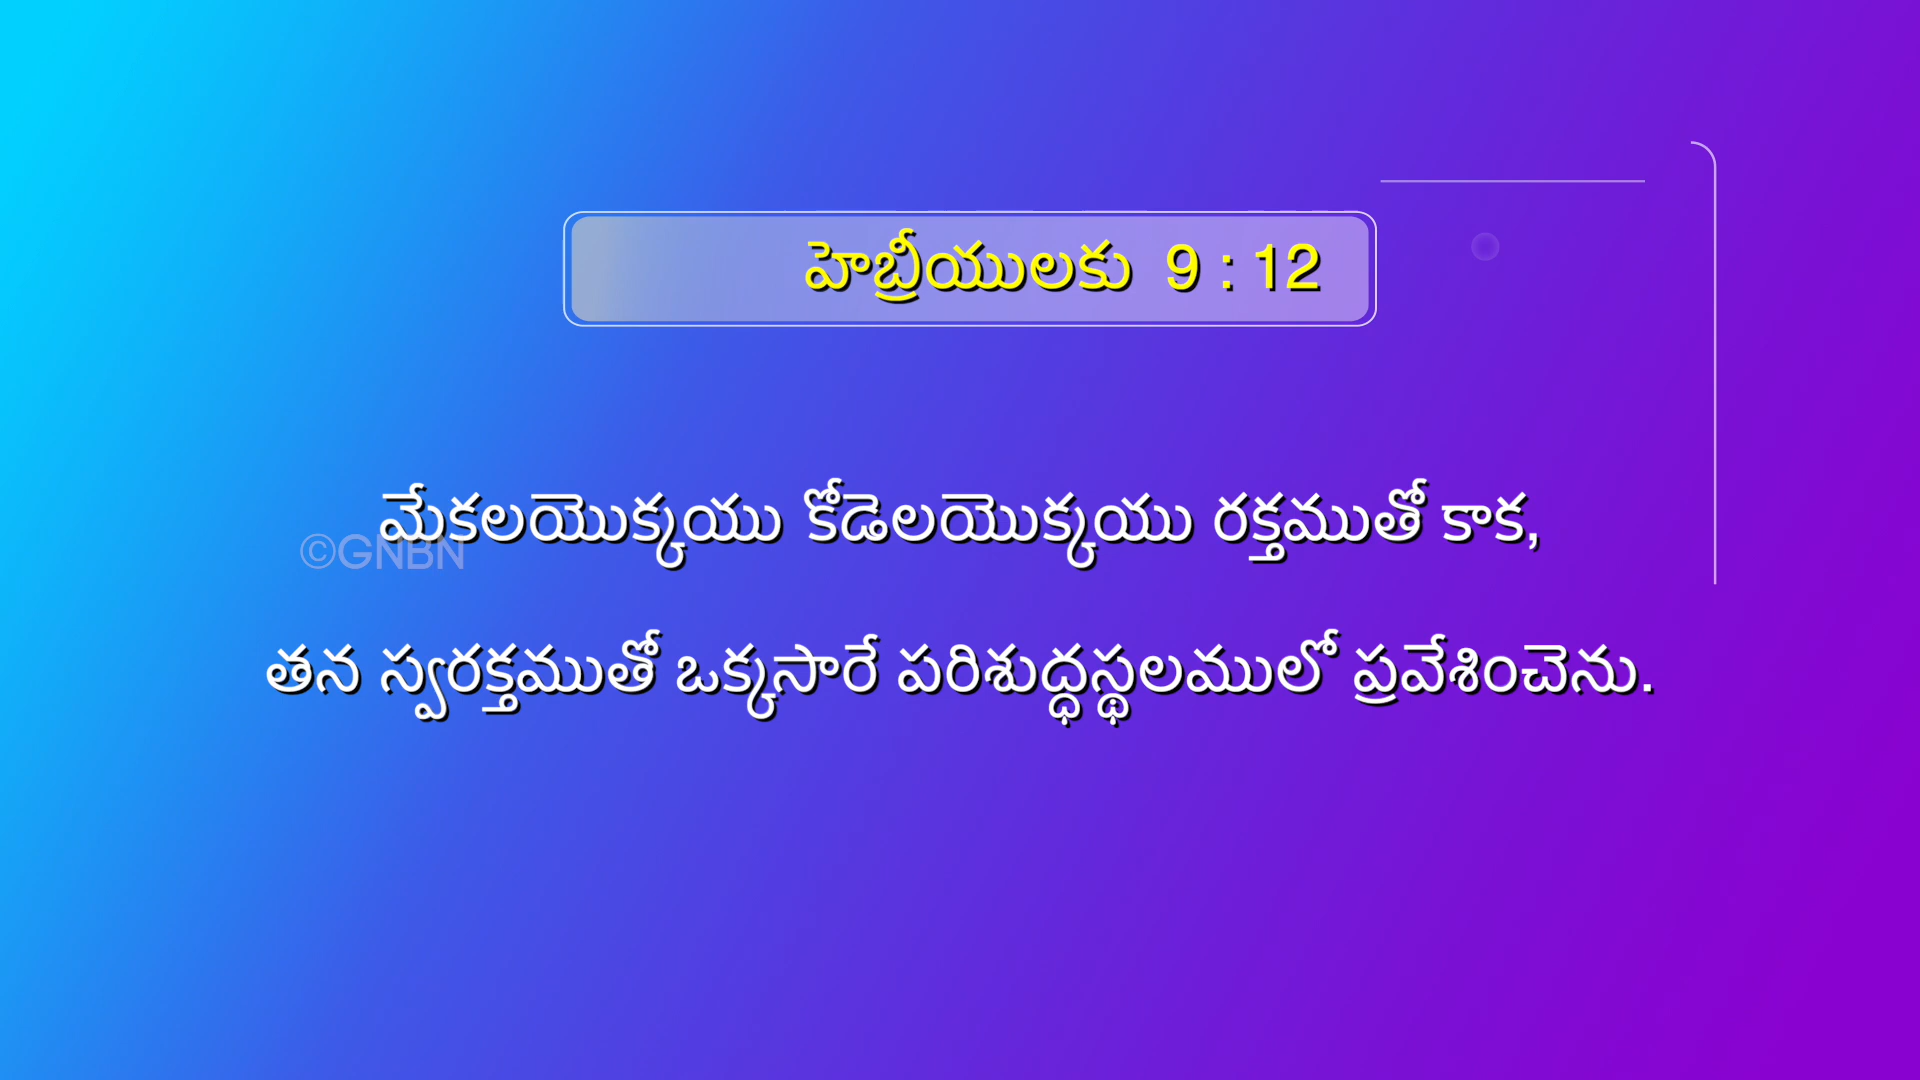 హెబ్రీయులకు 9 : 12
మేకలయొక్కయు కోడెలయొక్కయు రక్తముతో కాక,
©GNBN
తన స్వరక్తముతో ఒక్కసారే పరిశుద్ధస్థలములో ప్రవేశించెను.